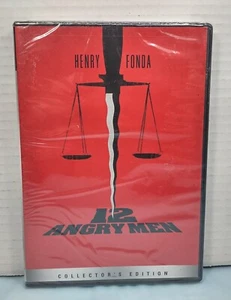 HENRY FONDA
12
ANGRY MEN
COLLECTOR'S EDITION